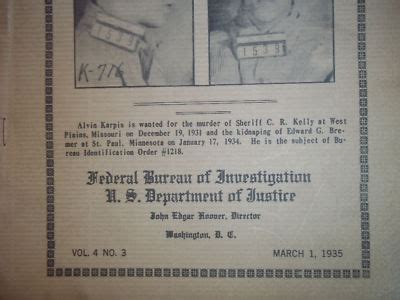 1539
1539
K-716
Alvin Karpis is wanted for the murder of Sheriff C. R. Kelly at West
Plains, Missouri on December 19, 1931 and the kidnaping of Edward G. Bre-
mer at St. Paul, Minnesota on January 17, 1934. He is the subject of Bu-
reau Identification Order #1218.
Federal Bureau of Investigation
U. S. Department of Justice
John Edgar Hoover, Director
Washington, D. C.
VOL. 4 NO. 3 MARCH 1, 1935